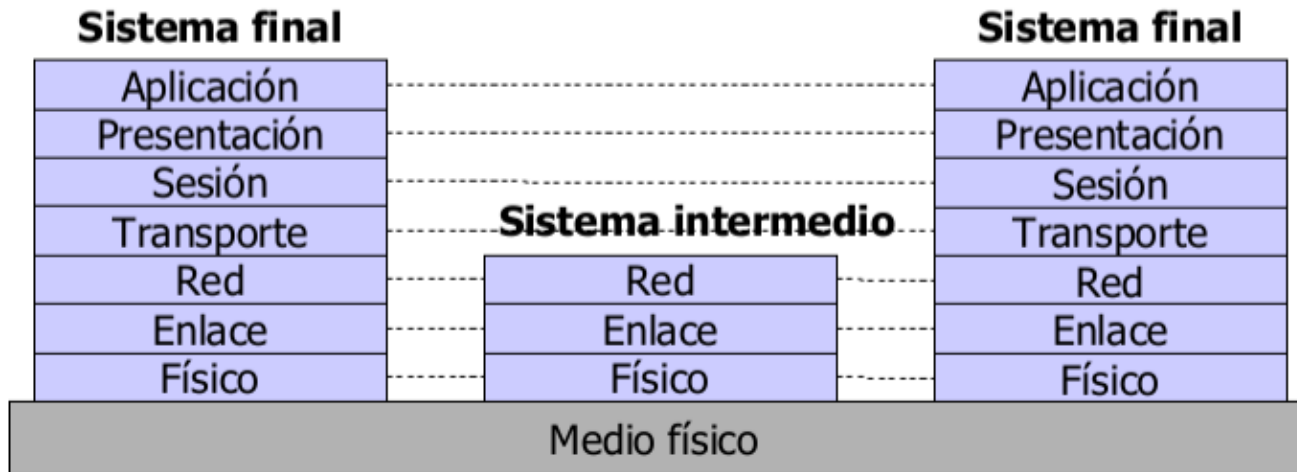 Sistema final
Sistema final
Aplicación
Aplicación
Presentación
Presentación
Sesión
Sesión
Sistema intermedio
Transporte
Transporte
Red
Red
Red
Enlace
Enlace
Enlace
Físico
Físico
Físico
Medio físico